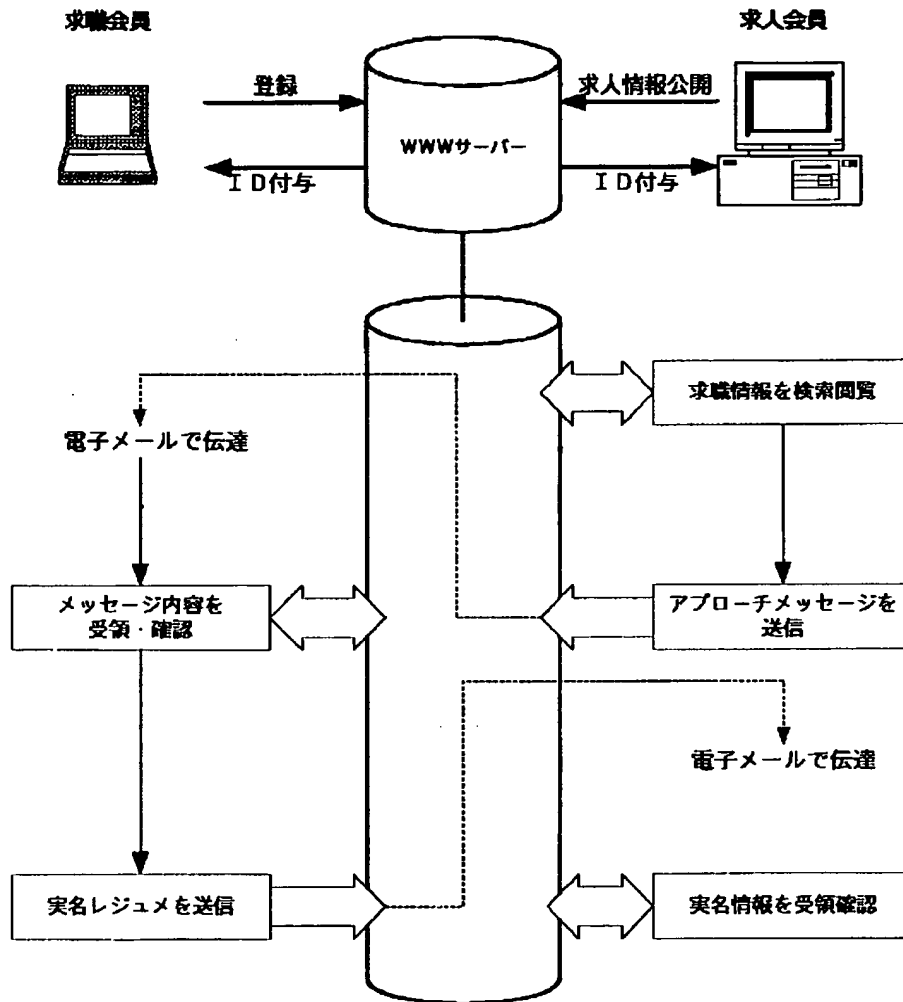 求職会員
求人会員
登録
求人情報公開
WWWサーバー
ＩＤ付与
ＩＤ付与
求職情報を検索閲覧
電子メールで伝達
メッセージ内容を
受領・確認
アプローチメッセージを
送信
電子メールで伝達
実名レジュメを送信
実名情報を受領確認